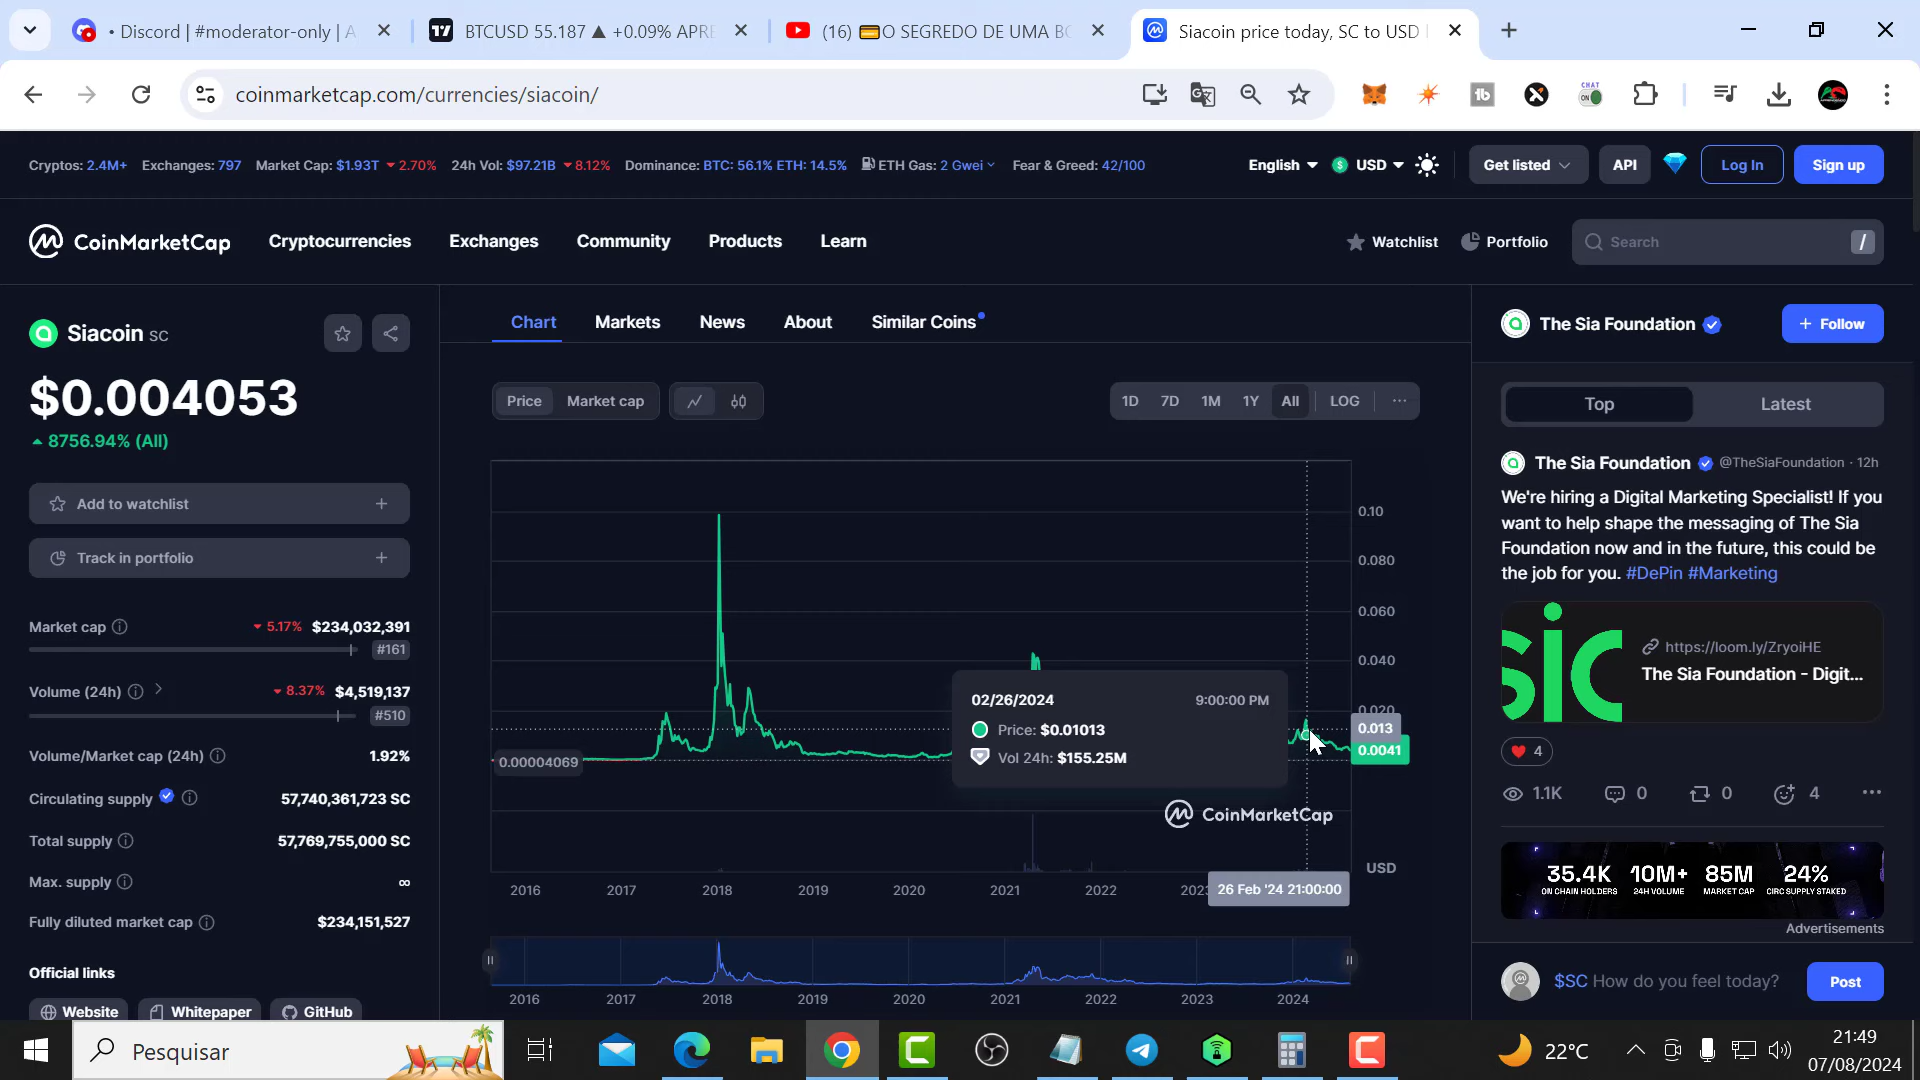 • Discord | #moderator-only | A
BTCUSD 55.187 ▲ +0.09% APRE
(16) 💳O SEGREDO DE UMA BO
Siacoin price today, SC to USD
coinmarketcap.com/currencies/siacoin/
CHAT
ON
Cryptos: 2.4M+ Exchanges: 797 Market Cap: $1.93T ▼ 2.70% 24h Vol: $97.21B ▼ 8.12% Dominance: BTC: 56.1% ETH: 14.5% ETH Gas: 2 Gwei Fear & Greed: 42/100
English USD Get listed API Log In Sign up
CoinMarketCap Cryptocurrencies Exchanges Community Products Learn
Watchlist Portfolio Search /
Siacoin SC
$0.004053
▲ 8756.94% (All)
Add to watchlist +
Track in portfolio +
Market cap ▼ 5.17% $234,032,391
#161
Volume (24h) ▼ 8.37% $4,519,137
#510
Volume/Market cap (24h) 1.92%
Circulating supply 57,740,361,723 SC
Total supply 57,769,755,000 SC
Max. supply ∞
Fully diluted market cap $234,151,527
Official links
Website Whitepaper GitHub
Chart Markets News About Similar Coins
Price Market cap
1D 7D 1M 1Y All LOG ...
0.10
0.080
0.060
0.040
0.020
0.013
0.0041
0.00004069
02/26/2024 9:00:00 PM
Price: $0.01013
Vol 24h: $155.25M
CoinMarketCap
USD
2016 2017 2018 2019 2020 2021 2022 26 Feb '24 21:00:00
2016 2017 2018 2019 2020 2021 2022 2023 2024
The Sia Foundation + Follow
Top Latest
The Sia Foundation @TheSiaFoundation · 12h
We're hiring a Digital Marketing Specialist! If you
want to help shape the messaging of The Sia
Foundation now and in the future, this could be
the job for you. #DePin #Marketing
sia
https://loom.ly/ZryoiHE
The Sia Foundation - Digit...
4
1.1K 0 0 4 ...
35.4K 10M+ 85M 24%
ON CHAIN HOLDERS 24H VOLUME MARKET CAP CIRC SUPPLY STAKED
Advertisements
$SC How do you feel today? Post
Pesquisar
22°C
21:49
07/08/2024